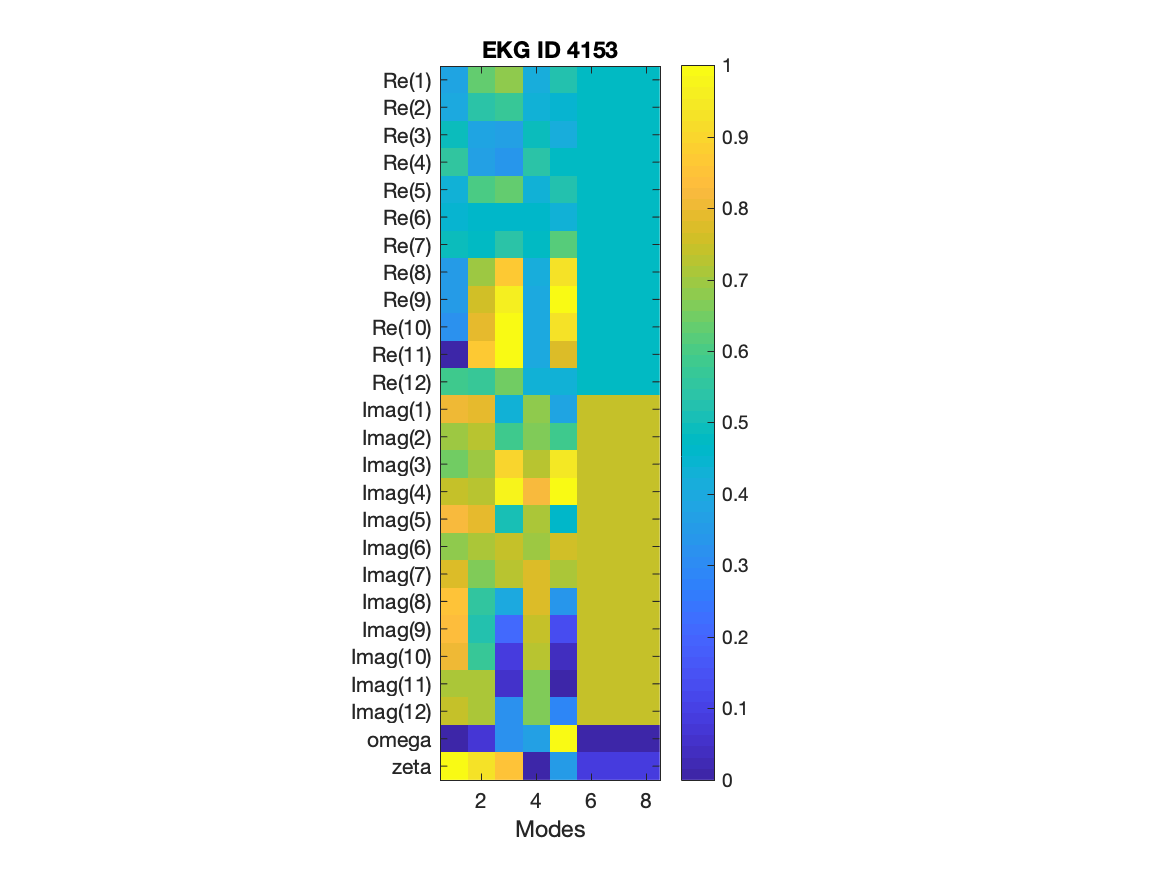 EKG ID 4153
Re(1)
Re(2)
Re(3)
Re(4)
Re(5)
Re(6)
Re(7)
Re(8)
Re(9)
Re(10)
Re(11)
Re(12)
Imag(1)
Imag(2)
Imag(3)
Imag(4)
Imag(5)
Imag(6)
Imag(7)
Imag(8)
Imag(9)
Imag(10)
Imag(11)
Imag(12)
omega
zeta
2 4 6 8
Modes
1
0.9
0.8
0.7
0.6
0.5
0.4
0.3
0.2
0.1
0